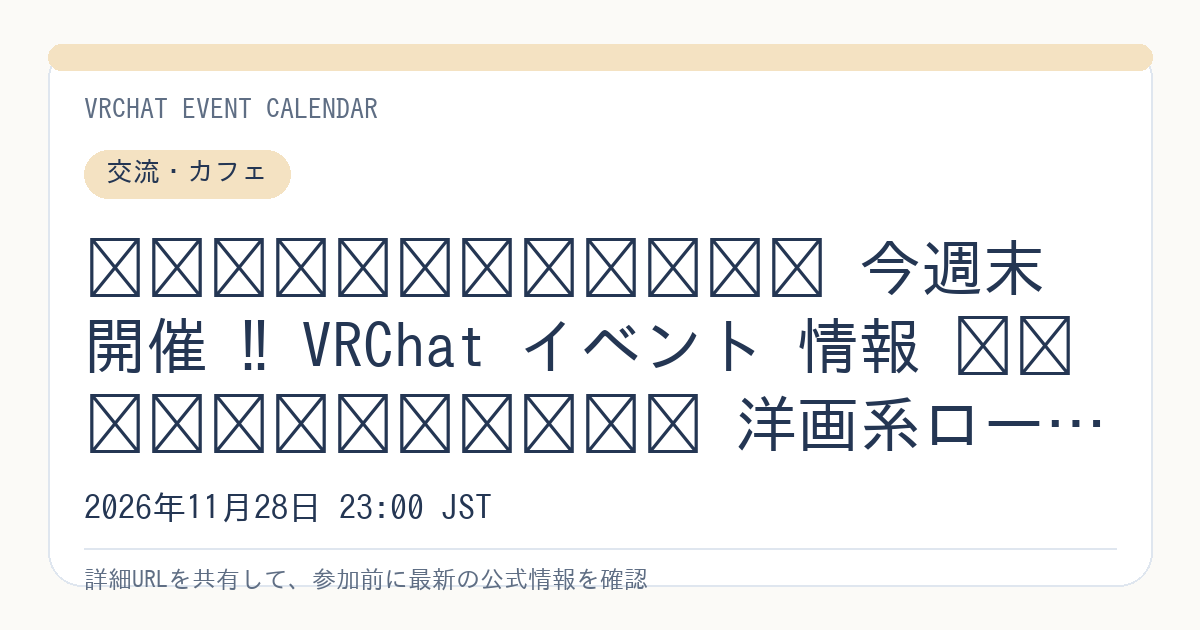 VRCHAT EVENT CALENDAR
交流・カフェ
今週末
開催 ‼ VRChat イベント 情報
洋画系ロー…
2026年11月28日 23:00 JST
詳細URLを共有して、参加前に最新の公式情報を確認